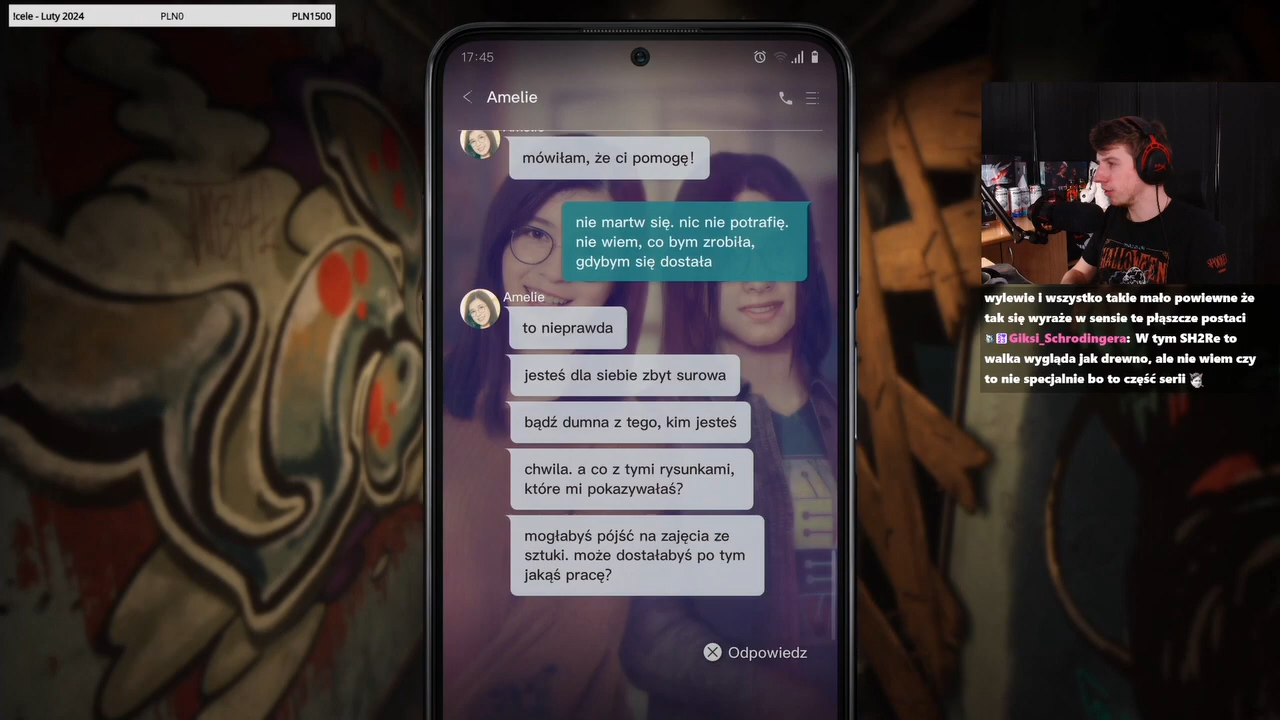 !cele - Luty 2024 PLN0 PLN1500
17:45
Amelie
mówiłam, że ci pomogę!
nie martw się. nic nie potrafię.
nie wiem, co bym zrobiła,
gdybym się dostała
Amelie
to nieprawda
jesteś dla siebie zbyt surowa
bądź dumna z tego, kim jesteś
chwila. a co z tymi rysunkami,
które mi pokazywałaś?
mogłabyś pójść na zajęcia ze
sztuki. może dostałabyś po tym
jakąś pracę?
Odpowiedz
HALLOWEEN
wylewie i wszystko takie mało powiewne że
tak się wyraże w sensie te płaszcze postaci
Giksi_Schrodingera: W tym SH2Re to
walka wygląda jak drewno, ale nie wiem czy
to nie specjalnie bo to część serii